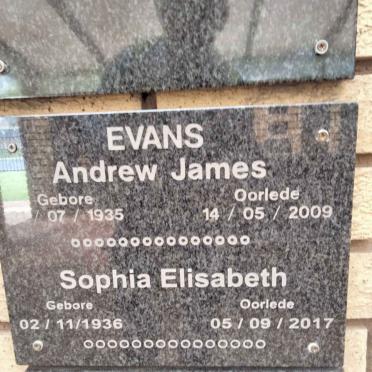 EVANS
Andrew James
Gebore Oorlede
/ 07 / 1935 14 / 05 / 2009
Sophia Elisabeth
Gebore Oorlede
02 / 11/1936 05 / 09 / 2017